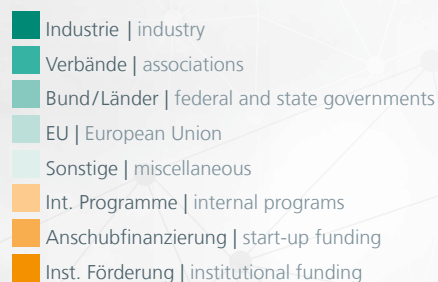 Industrie | industry
Verbände | associations
Bund/Länder | federal and state governments
EU | European Union
Sonstige | miscellaneous
Int. Programme | internal programs
Anschubfinanzierung | start-up funding
Inst. Förderung | institutional funding